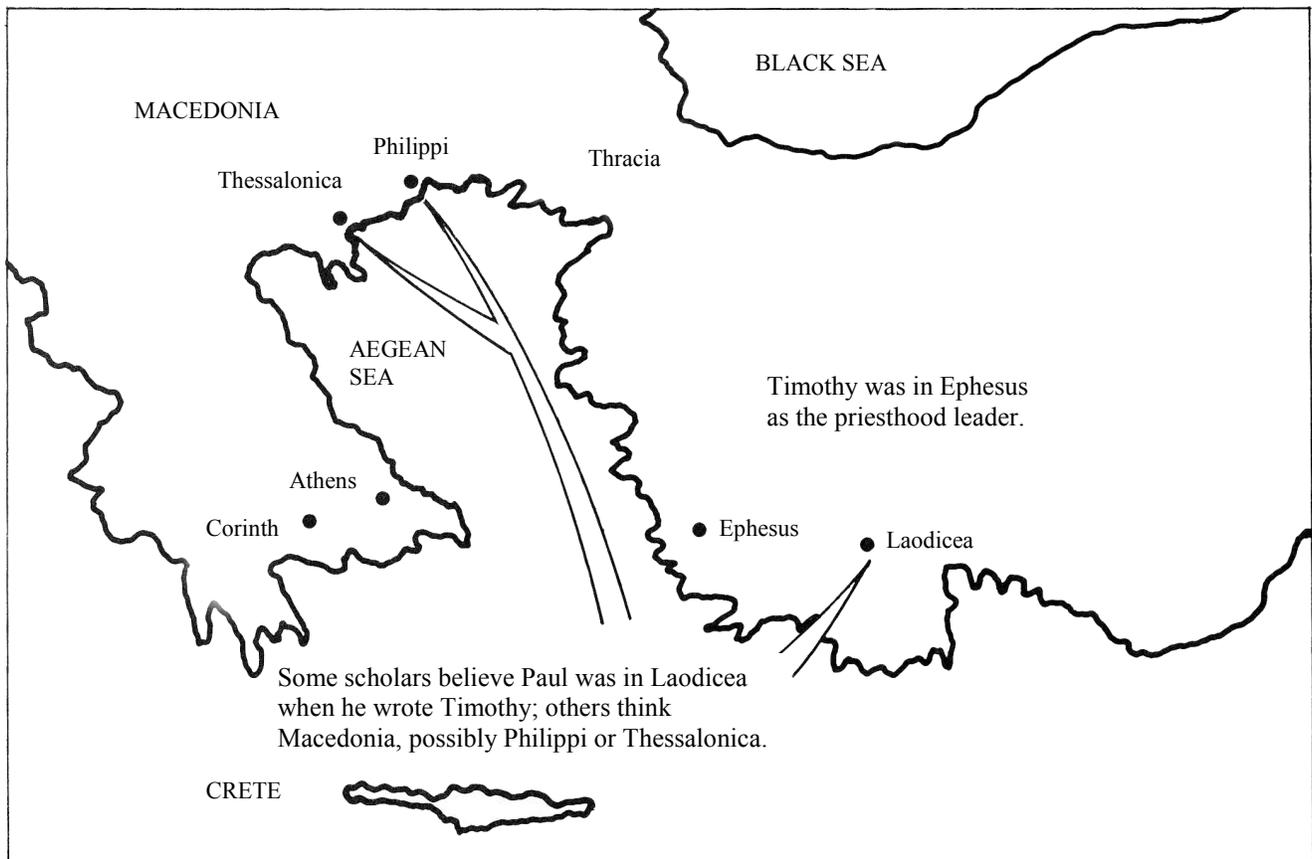 BLACK SEA
MACEDONIA
Philippi
Thracia
Thessalonica
AEGEAN
SEA
Timothy was in Ephesus
as the priesthood leader.
Athens
Corinth
Ephesus
Laodicea
Some scholars believe Paul was in Laodicea
when he wrote Timothy; others think
Macedonia, possibly Philippi or Thessalonica.
CRETE